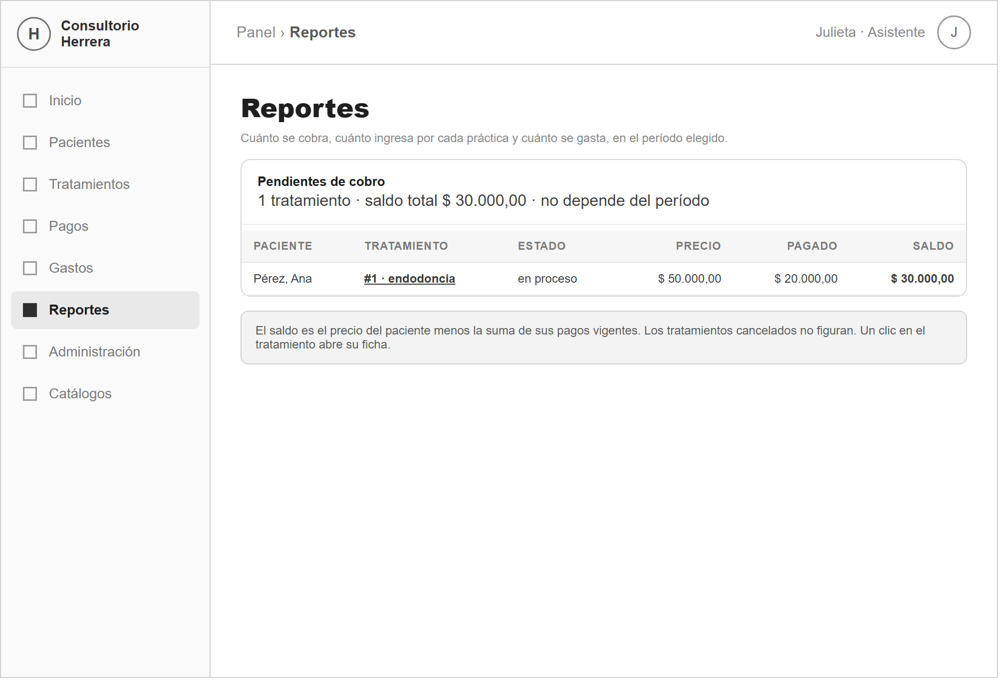 H
Consultorio
Herrera
Panel › Reportes
Julieta · Asistente
J
Inicio
Pacientes
Tratamientos
Pagos
Gastos
Reportes
Administración
Catálogos
Reportes
Cuánto se cobra, cuánto ingresa por cada práctica y cuánto se gasta, en el período elegido.
Pendientes de cobro
1 tratamiento · saldo total $ 30.000,00 · no depende del período
PACIENTE TRATAMIENTO ESTADO PRECIO PAGADO SALDO
Pérez, Ana #1 · endodoncia en proceso $ 50.000,00 $ 20.000,00 $ 30.000,00
El saldo es el precio del paciente menos la suma de sus pagos vigentes. Los tratamientos cancelados no figuran. Un clic en el
tratamiento abre su ficha.